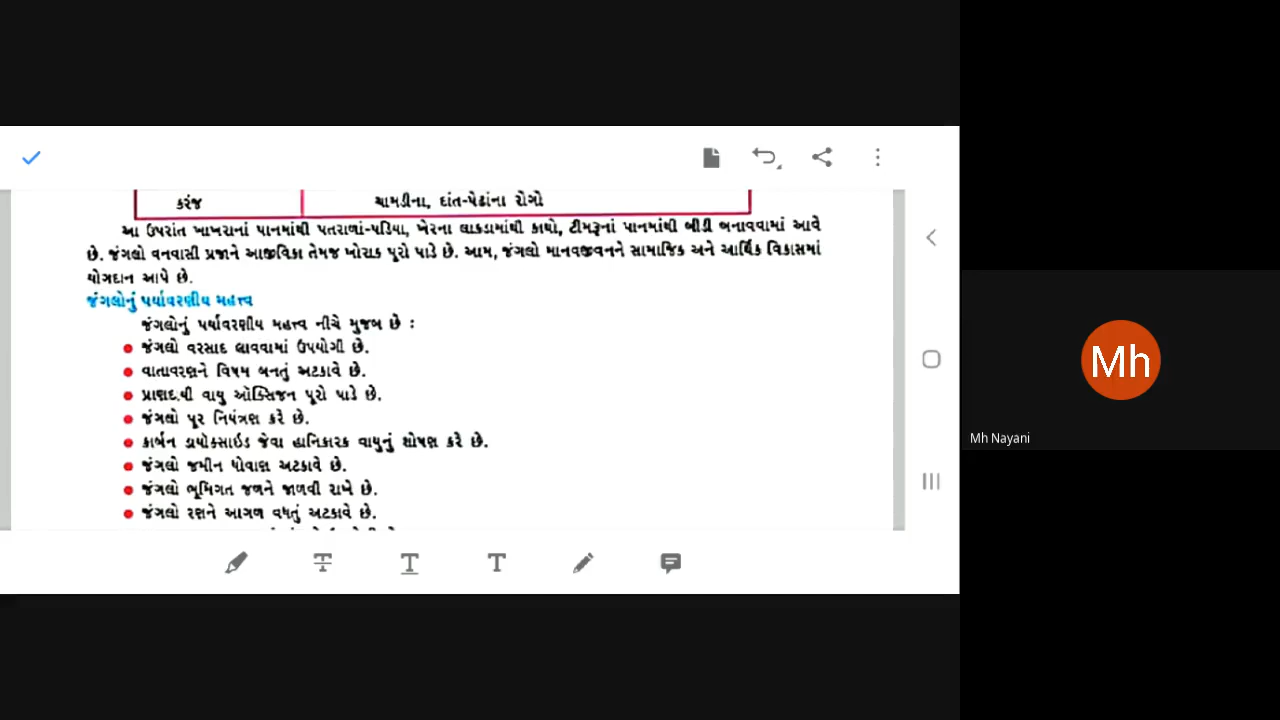 કરંજ ચામડીના, દાંત-પેઢાંના રોગો
આ ઉપરાંત ખાખરાનાં પાનમાંથી પતરાળાં-પડિયા, ખેરના લાકડામાંથી કાથો, ટીમરૂનાં પાનમાંથી બીડી બનાવવામાં આવે
છે. જંગલો વનવાસી પ્રજાને આજીવિકા તેમજ ખોરાક પૂરો પાડે છે. આમ, જંગલો માનવજીવનને સામાજિક અને આર્થિક વિકાસમાં
યોગદાન આપે છે.
જંગલોનું પર્યાવરણીય મહત્ત્વ
જંગલોનું પર્યાવરણીય મહત્ત્વ નીચે મુજબ છે :
જંગલો વરસાદ લાવવામાં ઉપયોગી છે.
વાતાવરણને વિષમ બનતું અટકાવે છે.
પ્રાણદાયી વાયુ ઑક્સિજન પૂરો પાડે છે.
જંગલો પૂર નિયંત્રણ કરે છે.
કાર્બન ડાયોક્સાઇડ જેવા હાનિકારક વાયુનું શોષણ કરે છે.
જંગલો જમીન ધોવાણ અટકાવે છે.
જંગલો ભૂમિગત જળને જાળવી રાખે છે.
જંગલો રણને આગળ વધતું અટકાવે છે.
Mh
Mh Nayani